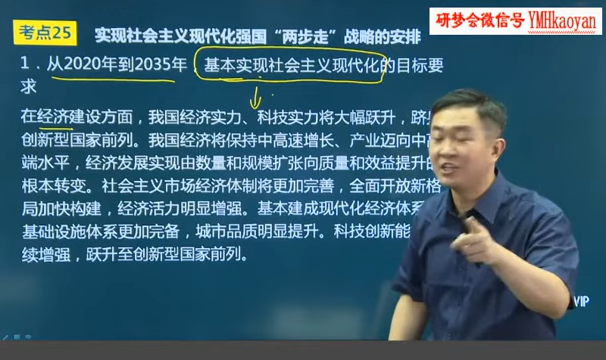 研梦会微信号
YMHkaoyan
考点25 实现社会主义现代化强国“两步走”战略的安排
1．从2020年到2035年，基本实现社会主义现代化的目标要
求
在经济建设方面，我国经济实力、科技实力将大幅跃升，跻
创新型国家前列。我国经济将保持中高速增长、产业迈向中
端水平，经济发展实现由数量和规模扩张向质量和效益提升的
根本转变。社会主义市场经济体制将更加完善，全面开放新格
局加快构建，经济活力明显增强。基本建成现代化经济体
基础设施体系更加完备，城市品质明显提升。科技创新能
续增强，跃升至创新型国家前列。
VIP